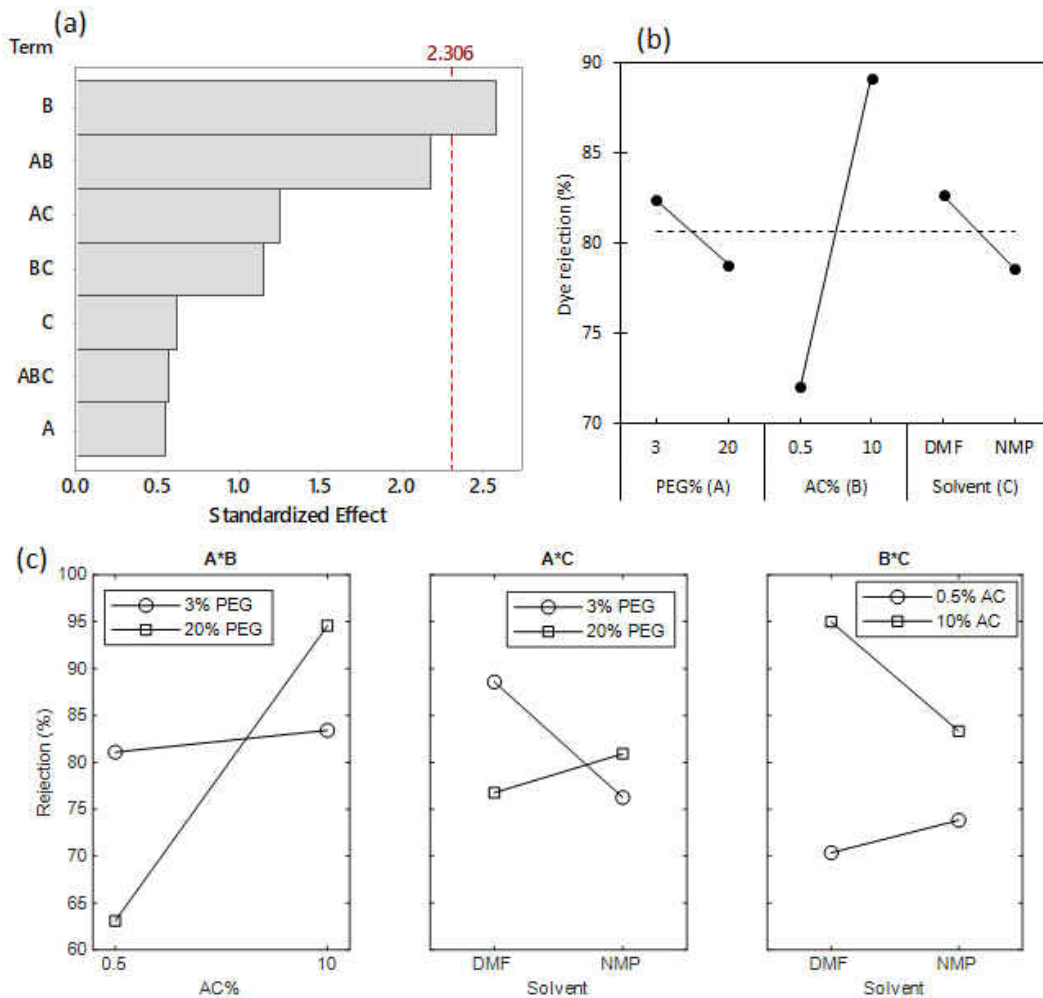 (a)
Term
2.306
B
AB
AC
BC
C
ABC
A
0.0 0.5 1.0 1.5 2.0 2.5
Standardized Effect
(b)
Dye rejection (%)
90
80
75
70
3 20 0.5 10 DMF NMP
PEG% (A) AC% (B) Solvent (C)
85
(c)
A*B A*C B*C
Rejection (%)
100
95
90
85
80
75
70
65
60
3% PEG
20% PEG
3% PEG
20% PEG
0.5% AC
10% AC
0.5 10 DMF NMP DMF NMP
AC% Solvent Solvent